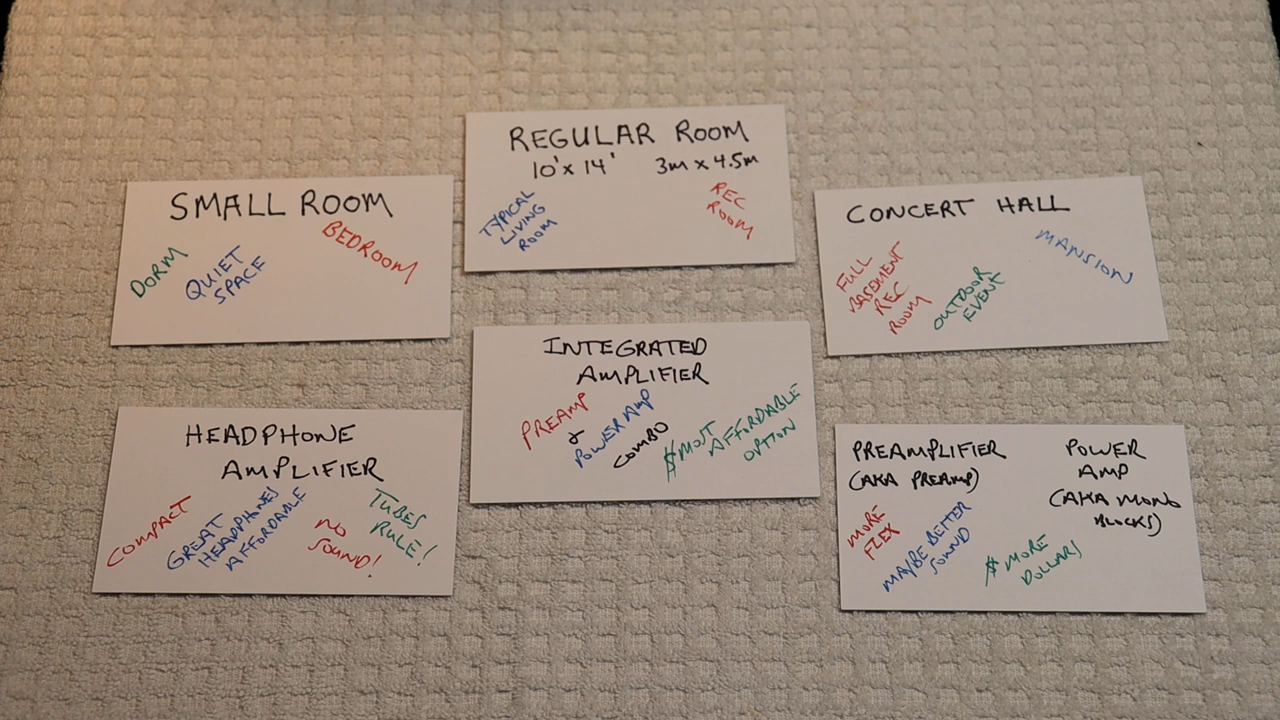 REGULAR ROOM
10' x 14' 3m x 4.5m
TYPICAL
LIVING
ROOM
REC
ROOM
SMALL ROOM
DORM
QUIET
SPACE
BEDROOM
CONCERT HALL
FULL
BASEMENT
REC
ROOM
OUTDOOR
EVENT
MANSION
INTEGRATED
AMPLIFIER
PREAMP
&
POWER AMP
COMBO
$ MOST
AFFORDABLE
OPTION
HEADPHONE
AMPLIFIER
COMPACT
GREAT
HEADPHONES
AFFORDABLE
NO
SOUND!
TUBES
RULE!
PREAMPLIFIER
(AKA PREAMP)
POWER
AMP
(AKA MONO
BLOCKS)
MORE
FLEX
MAYBE BETTER
SOUND
$ MORE
DOLLARS